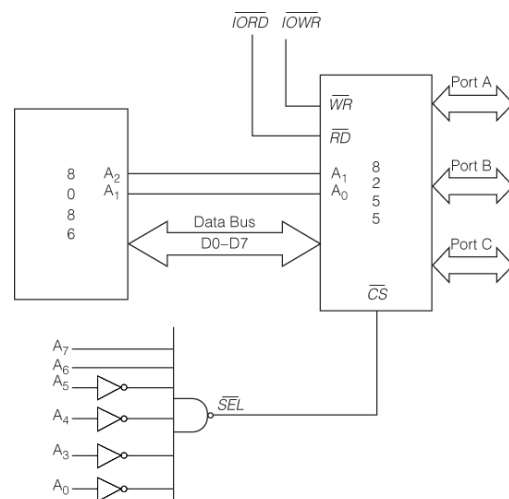 IORD IOWR
Port A
WR
RD
8
0
8
6
A2
A1
A1
A0
8
2
5
5
Port B
Data Bus
D0–D7
Port C
CS
A7
A6
A5
A4
SEL
A3
A0